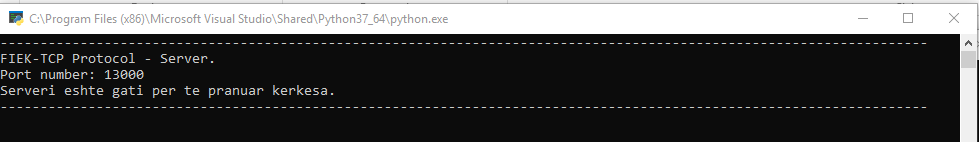 C:\Program Files (x86)\Microsoft Visual Studio\Shared\Python37_64\python.exe
--------------------------------------------------------------------------------------------------------------------
FIEK-TCP Protocol - Server.
Port number: 13000
Serveri eshte gati per te pranuar kerkesa.
--------------------------------------------------------------------------------------------------------------------